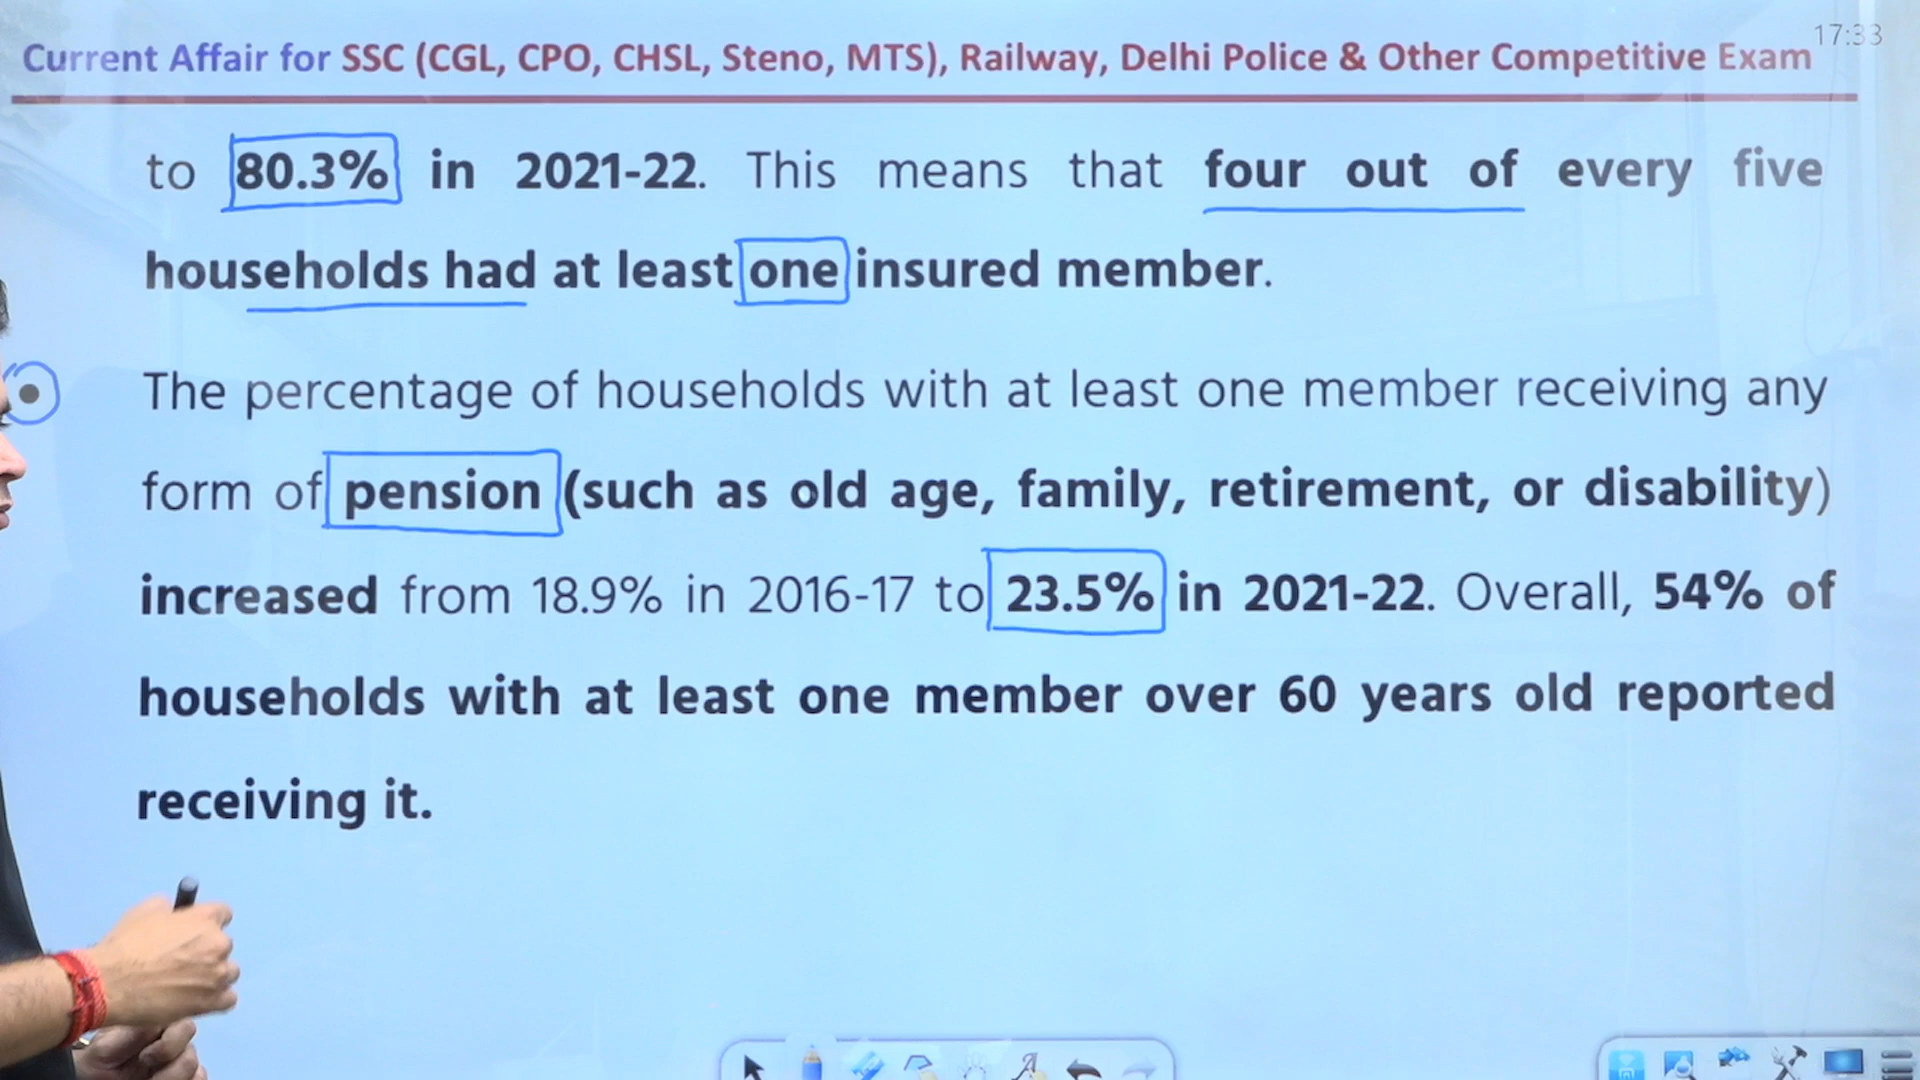 17:33
Current Affair for SSC (CGL, CPO, CHSL, Steno, MTS), Railway, Delhi Police & Other Competitive Exam
to 80.3% in 2021-22. This means that four out of every five
households had at least one insured member.
The percentage of households with at least one member receiving any
form of pension (such as old age, family, retirement, or disability)
increased from 18.9% in 2016-17 to 23.5% in 2021-22. Overall, 54% of
households with at least one member over 60 years old reported
receiving it.